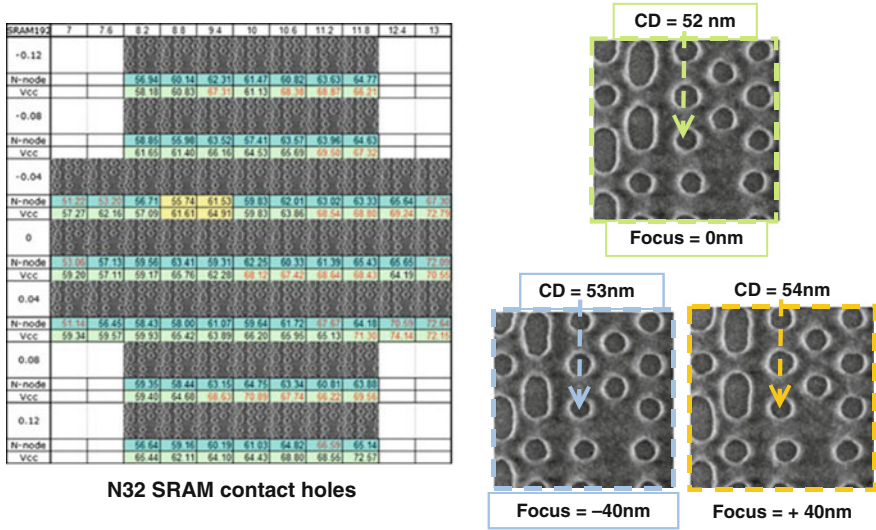 SRAM192 7 7.6 8.2 8.8 9.4 10 10.6 11.2 11.8 12.4 13
-0.12
N-node 56.94 60.14 62.31 61.47 60.82 63.63 64.77
Vcc 58.18 60.83 67.31 61.13 68.38 68.87 66.21
-0.08
N-node 58.85 55.98 63.52 57.41 63.57 63.96 64.63
Vcc 61.65 61.40 66.16 64.53 65.69 69.50 67.32
-0.04
N-node 51.22 53.20 56.71 55.74 61.53 59.83 62.01 63.02 63.33 65.64 67.30
Vcc 57.27 62.16 57.09 61.61 64.91 59.83 63.86 68.54 68.80 69.24 72.79
0
N-node 53.06 57.13 59.56 63.41 59.31 62.25 60.33 61.39 65.43 65.65 72.09
Vcc 59.20 57.11 59.17 65.76 62.28 68.12 67.42 68.64 68.43 64.19 70.55
0.04
N-node 51.14 56.45 58.43 58.00 61.07 59.64 61.72 67.67 64.18 70.59 72.64
Vcc 59.34 59.57 59.93 65.42 63.89 66.20 65.95 65.13 71.30 74.14 72.15
0.08
N-node 59.35 58.44 63.15 64.75 63.34 60.81 63.88
Vcc 59.40 64.68 68.63 70.89 67.74 66.22 69.56
0.12
N-node 56.64 59.16 60.19 61.03 64.82 65.14
Vcc 65.44 62.11 64.10 64.43 68.80 68.55 72.57
N32 SRAM contact holes
CD = 52 nm
Focus = 0nm
CD = 53nm
CD = 54nm
Focus = –40nm
Focus = + 40nm